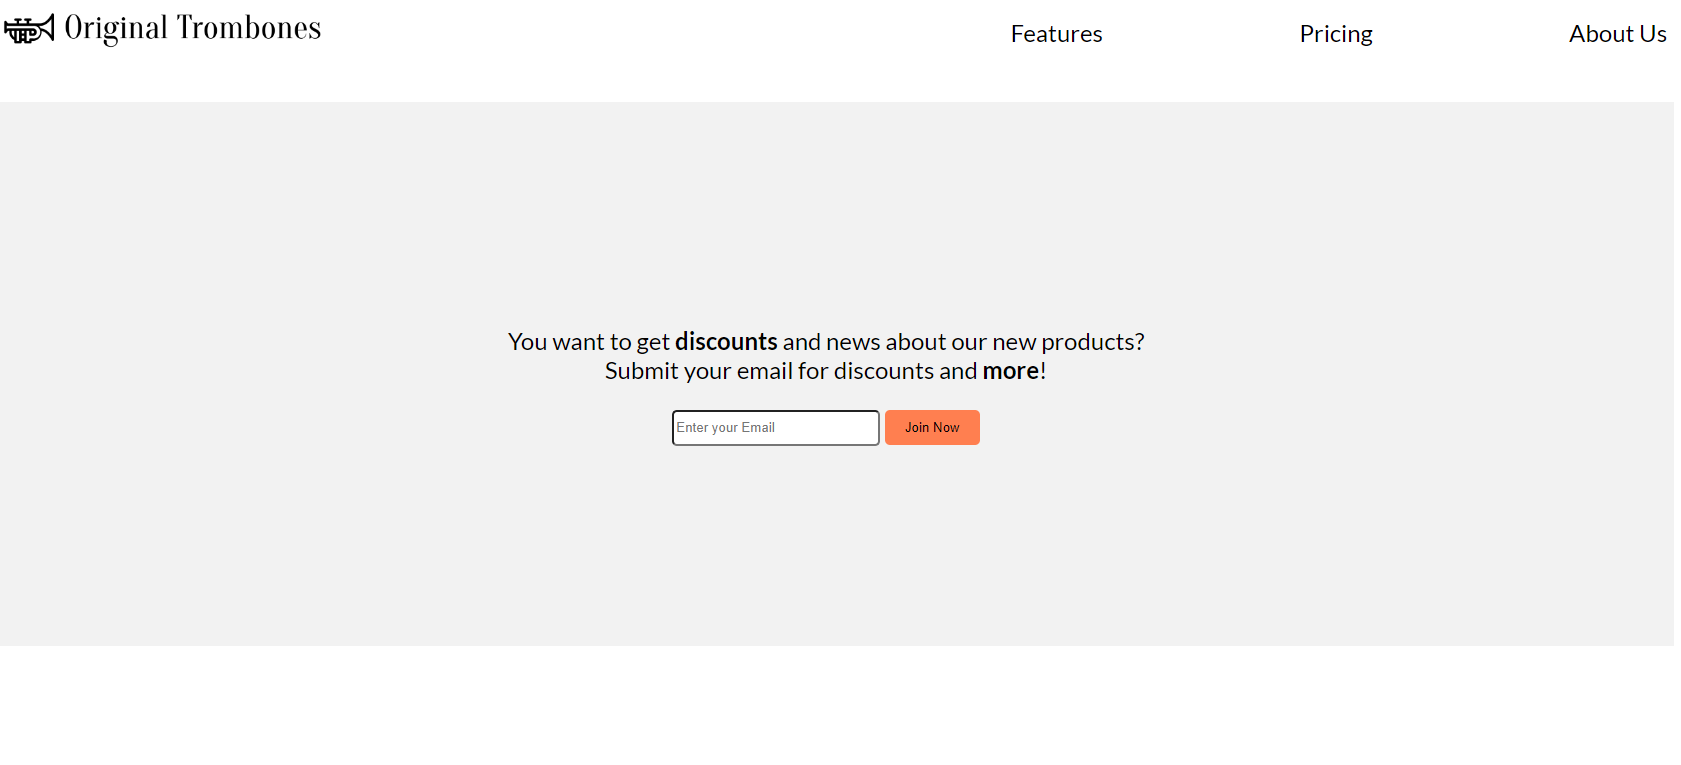 Original Trombones
Features
Pricing
About Us
You want to get discounts and news about our new products?
Submit your email for discounts and more!
Enter your Email
Join Now